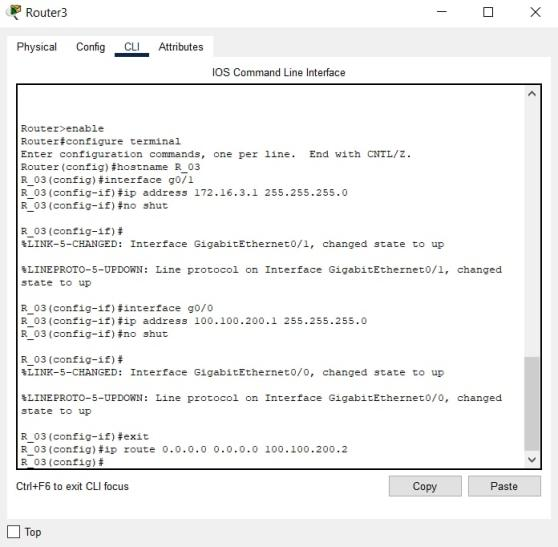 Router3
Physical Config CLI Attributes
IOS Command Line Interface
Router>enable
Router#configure terminal
Enter configuration commands, one per line.  End with CNTL/Z.
Router(config)#hostname R_03
R_03(config)#interface g0/1
R_03(config-if)#ip address 172.16.3.1 255.255.255.0
R_03(config-if)#no shut
R_03(config-if)#
%LINK-5-CHANGED: Interface GigabitEthernet0/1, changed state to up
%LINEPROTO-5-UPDOWN: Line protocol on Interface GigabitEthernet0/1, changed
state to up
R_03(config-if)#interface g0/0
R_03(config-if)#ip address 100.100.200.1 255.255.255.0
R_03(config-if)#no shut
R_03(config-if)#
%LINK-5-CHANGED: Interface GigabitEthernet0/0, changed state to up
%LINEPROTO-5-UPDOWN: Line protocol on Interface GigabitEthernet0/0, changed
state to up
R_03(config-if)#exit
R_03(config)#ip route 0.0.0.0 0.0.0.0 100.100.200.2
R_03(config)#
Ctrl+F6 to exit CLI focus
Copy Paste
Top